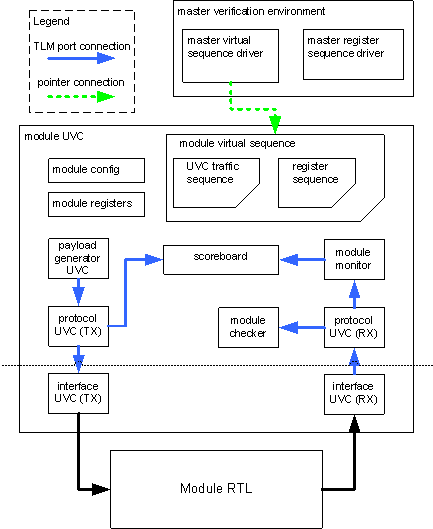 master verification environment
Legend
TLM port connection
pointer connection
master virtual
sequence driver
master register
sequence driver
module UVC
module virtual sequence
module config
module registers
UVC traffic
sequence
register
sequence
payload
generator
UVC
scoreboard
module
monitor
protocol
UVC (TX)
module
checker
protocol
UVC (RX)
interface
UVC (TX)
interface
UVC (RX)
Module RTL